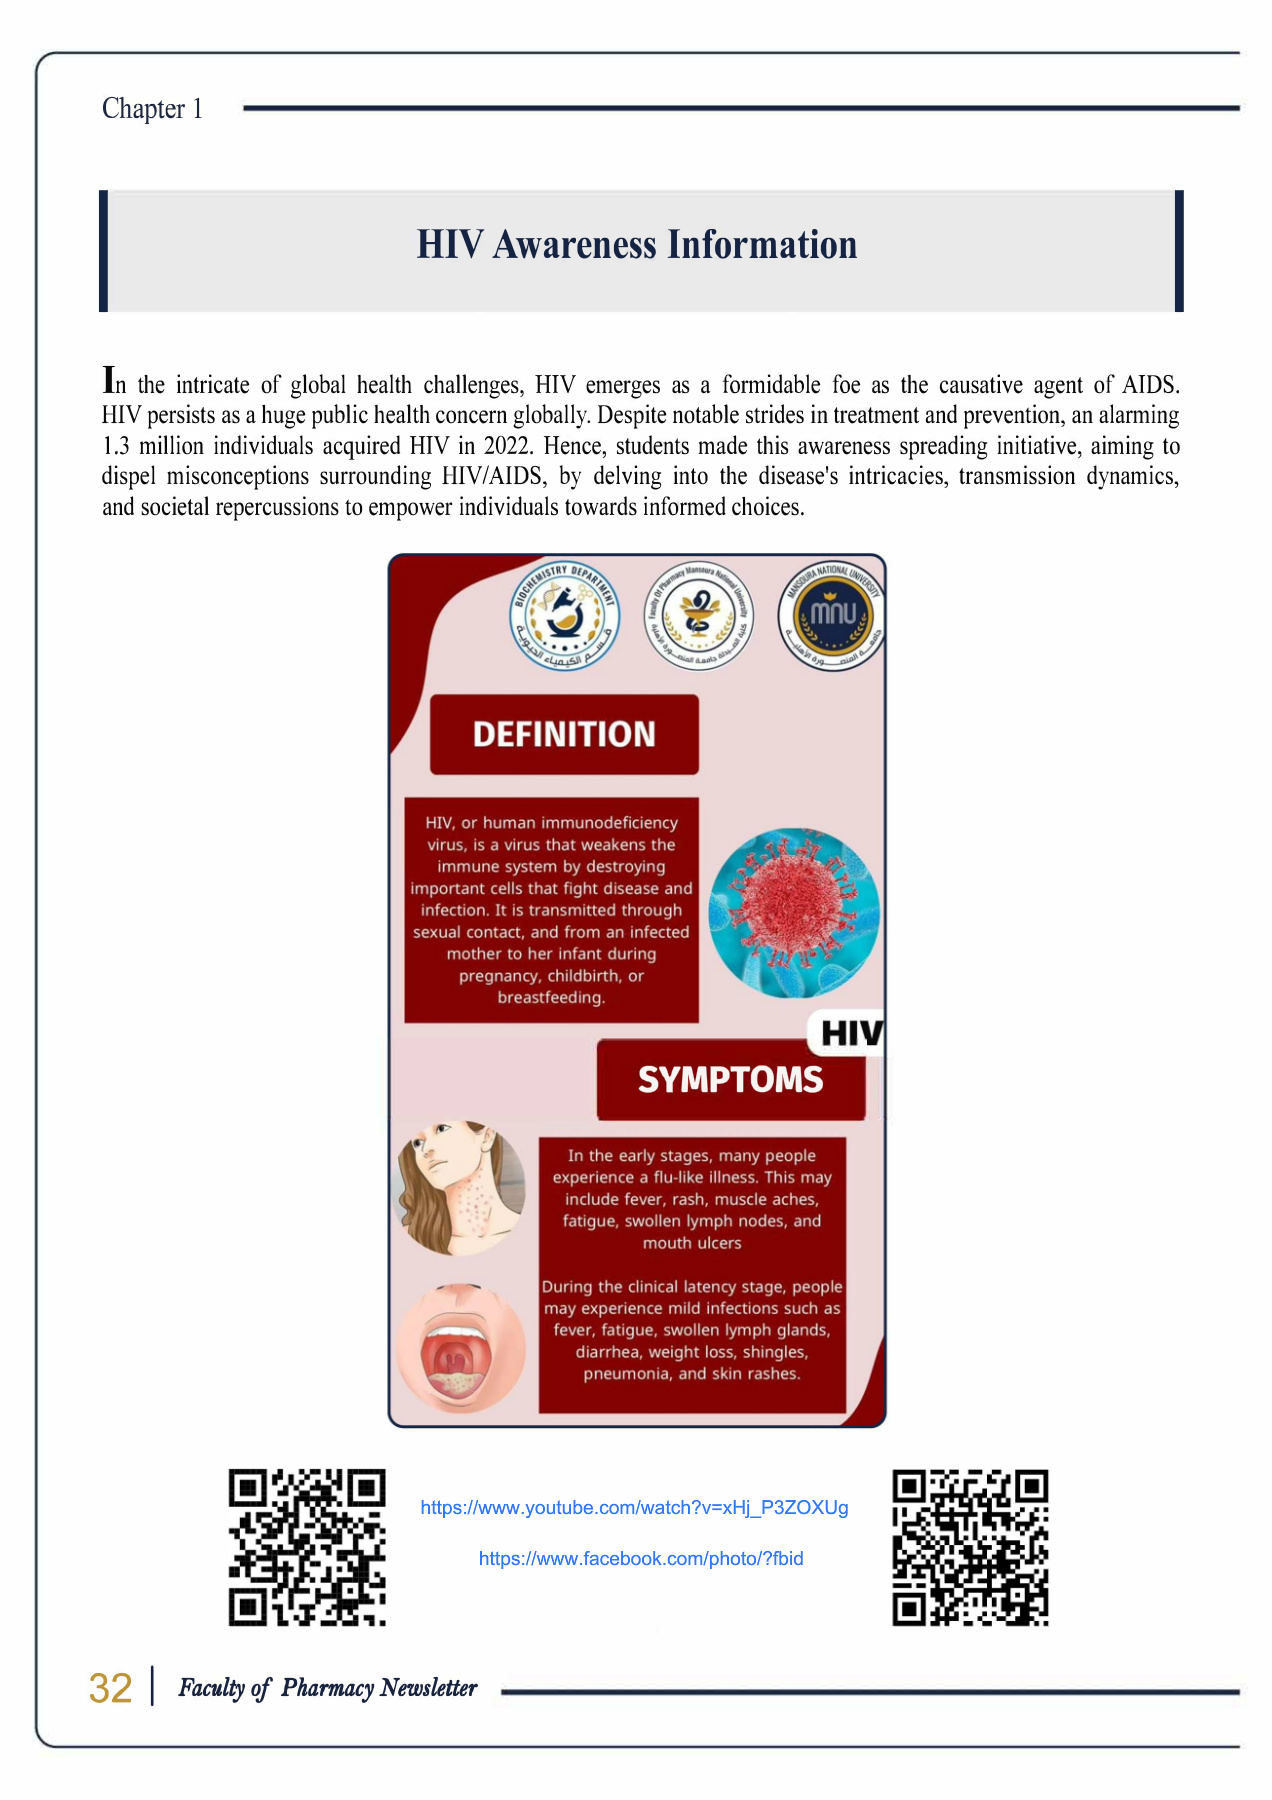 Chapter 1
HIV Awareness Information
In the intricate of global health challenges, HIV emerges as a formidable foe as the causative agent of AIDS.
HIV persists as a huge public health concern globally. Despite notable strides in treatment and prevention, an alarming
1.3 million individuals acquired HIV in 2022. Hence, students made this awareness spreading initiative, aiming to
dispel misconceptions surrounding HIV/AIDS, by delving into the disease's intricacies, transmission dynamics,
and societal repercussions to empower individuals towards informed choices.
BIOCHEMISTRY DEPARTMENT
قسم الكيمياء الحيوية
Faculty Of Pharmacy Mansoura National University
كلية الصيدلة جامعة المنصورة الأهلية
MANSOURA NATIONAL UNIVERSITY
MNU
جامعة المنصورة الأهلية
DEFINITION
HIV, or human immunodeficiency
virus, is a virus that weakens the
immune system by destroying
important cells that fight disease and
infection. It is transmitted through
sexual contact, and from an infected
mother to her infant during
pregnancy, childbirth, or
breastfeeding.
HIV
SYMPTOMS
In the early stages, many people
experience a flu-like illness. This may
include fever, rash, muscle aches,
fatigue, swollen lymph nodes, and
mouth ulcers
During the clinical latency stage, people
may experience mild infections such as
fever, fatigue, swollen lymph glands,
diarrhea, weight loss, shingles,
pneumonia, and skin rashes.
https://www.youtube.com/watch?v=xHj_P3ZOXUg
https://www.facebook.com/photo/?fbid
32 Faculty of Pharmacy Newsletter